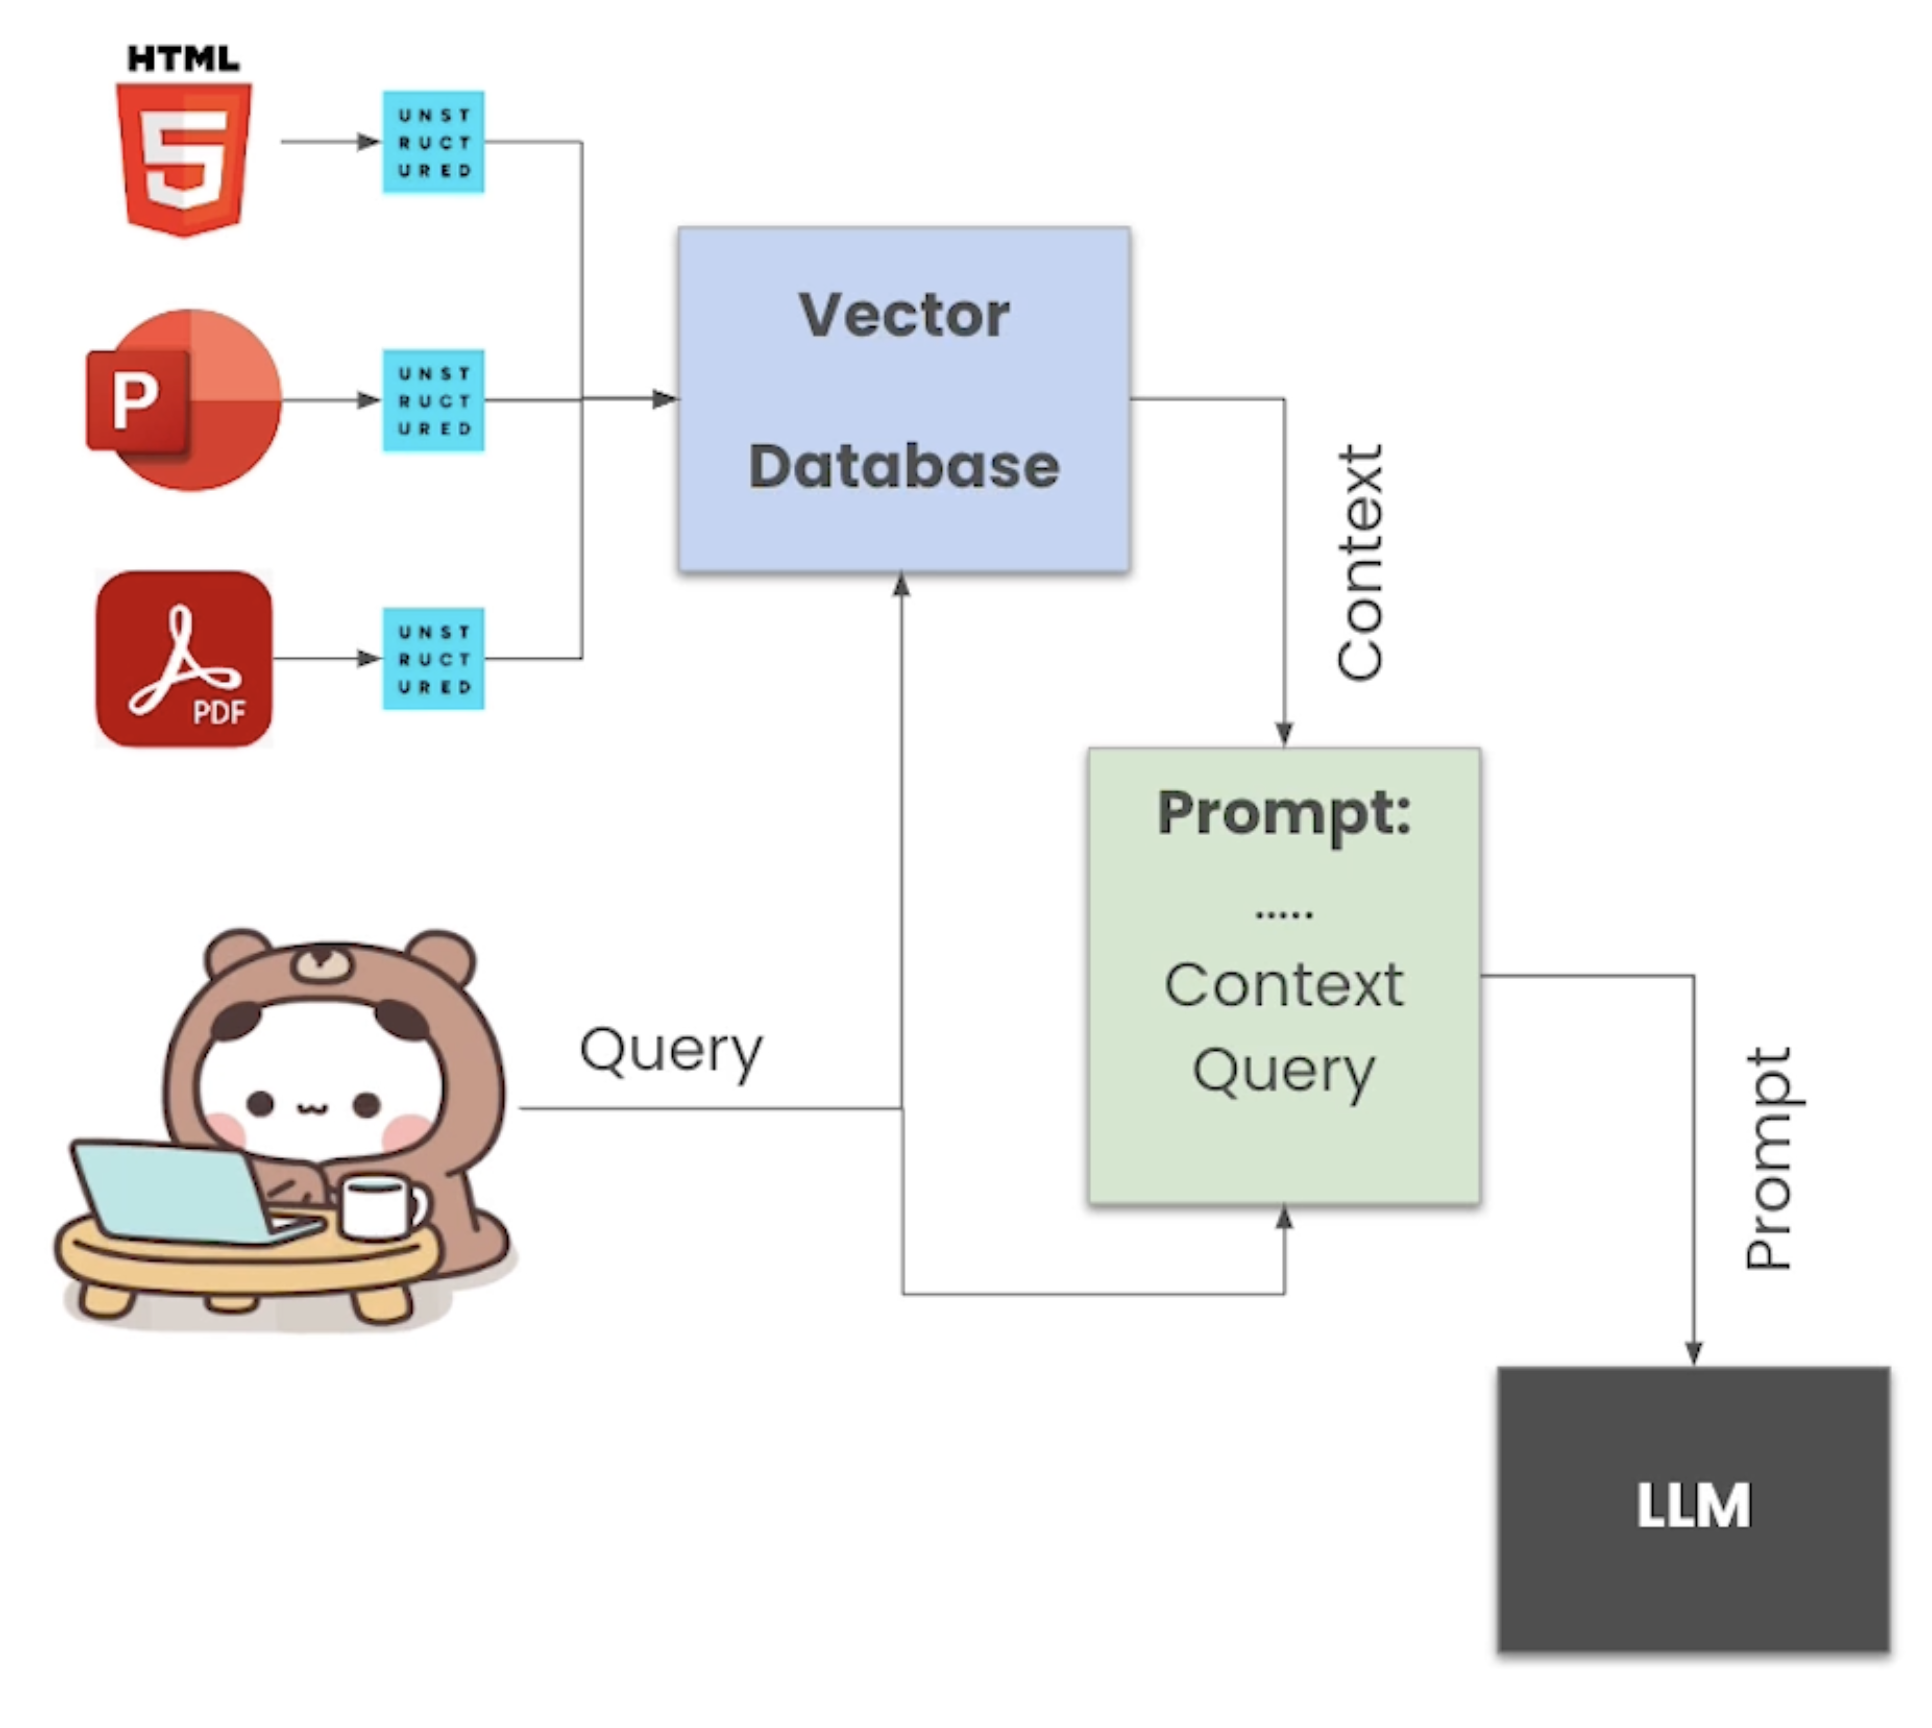 HTML
5
UNST
RUCT
URED
P
UNST
RUCT
URED
PDF
UNST
RUCT
URED
Vector
Database
Context
Prompt:
.....
Context
Query
Query
Prompt
LLM